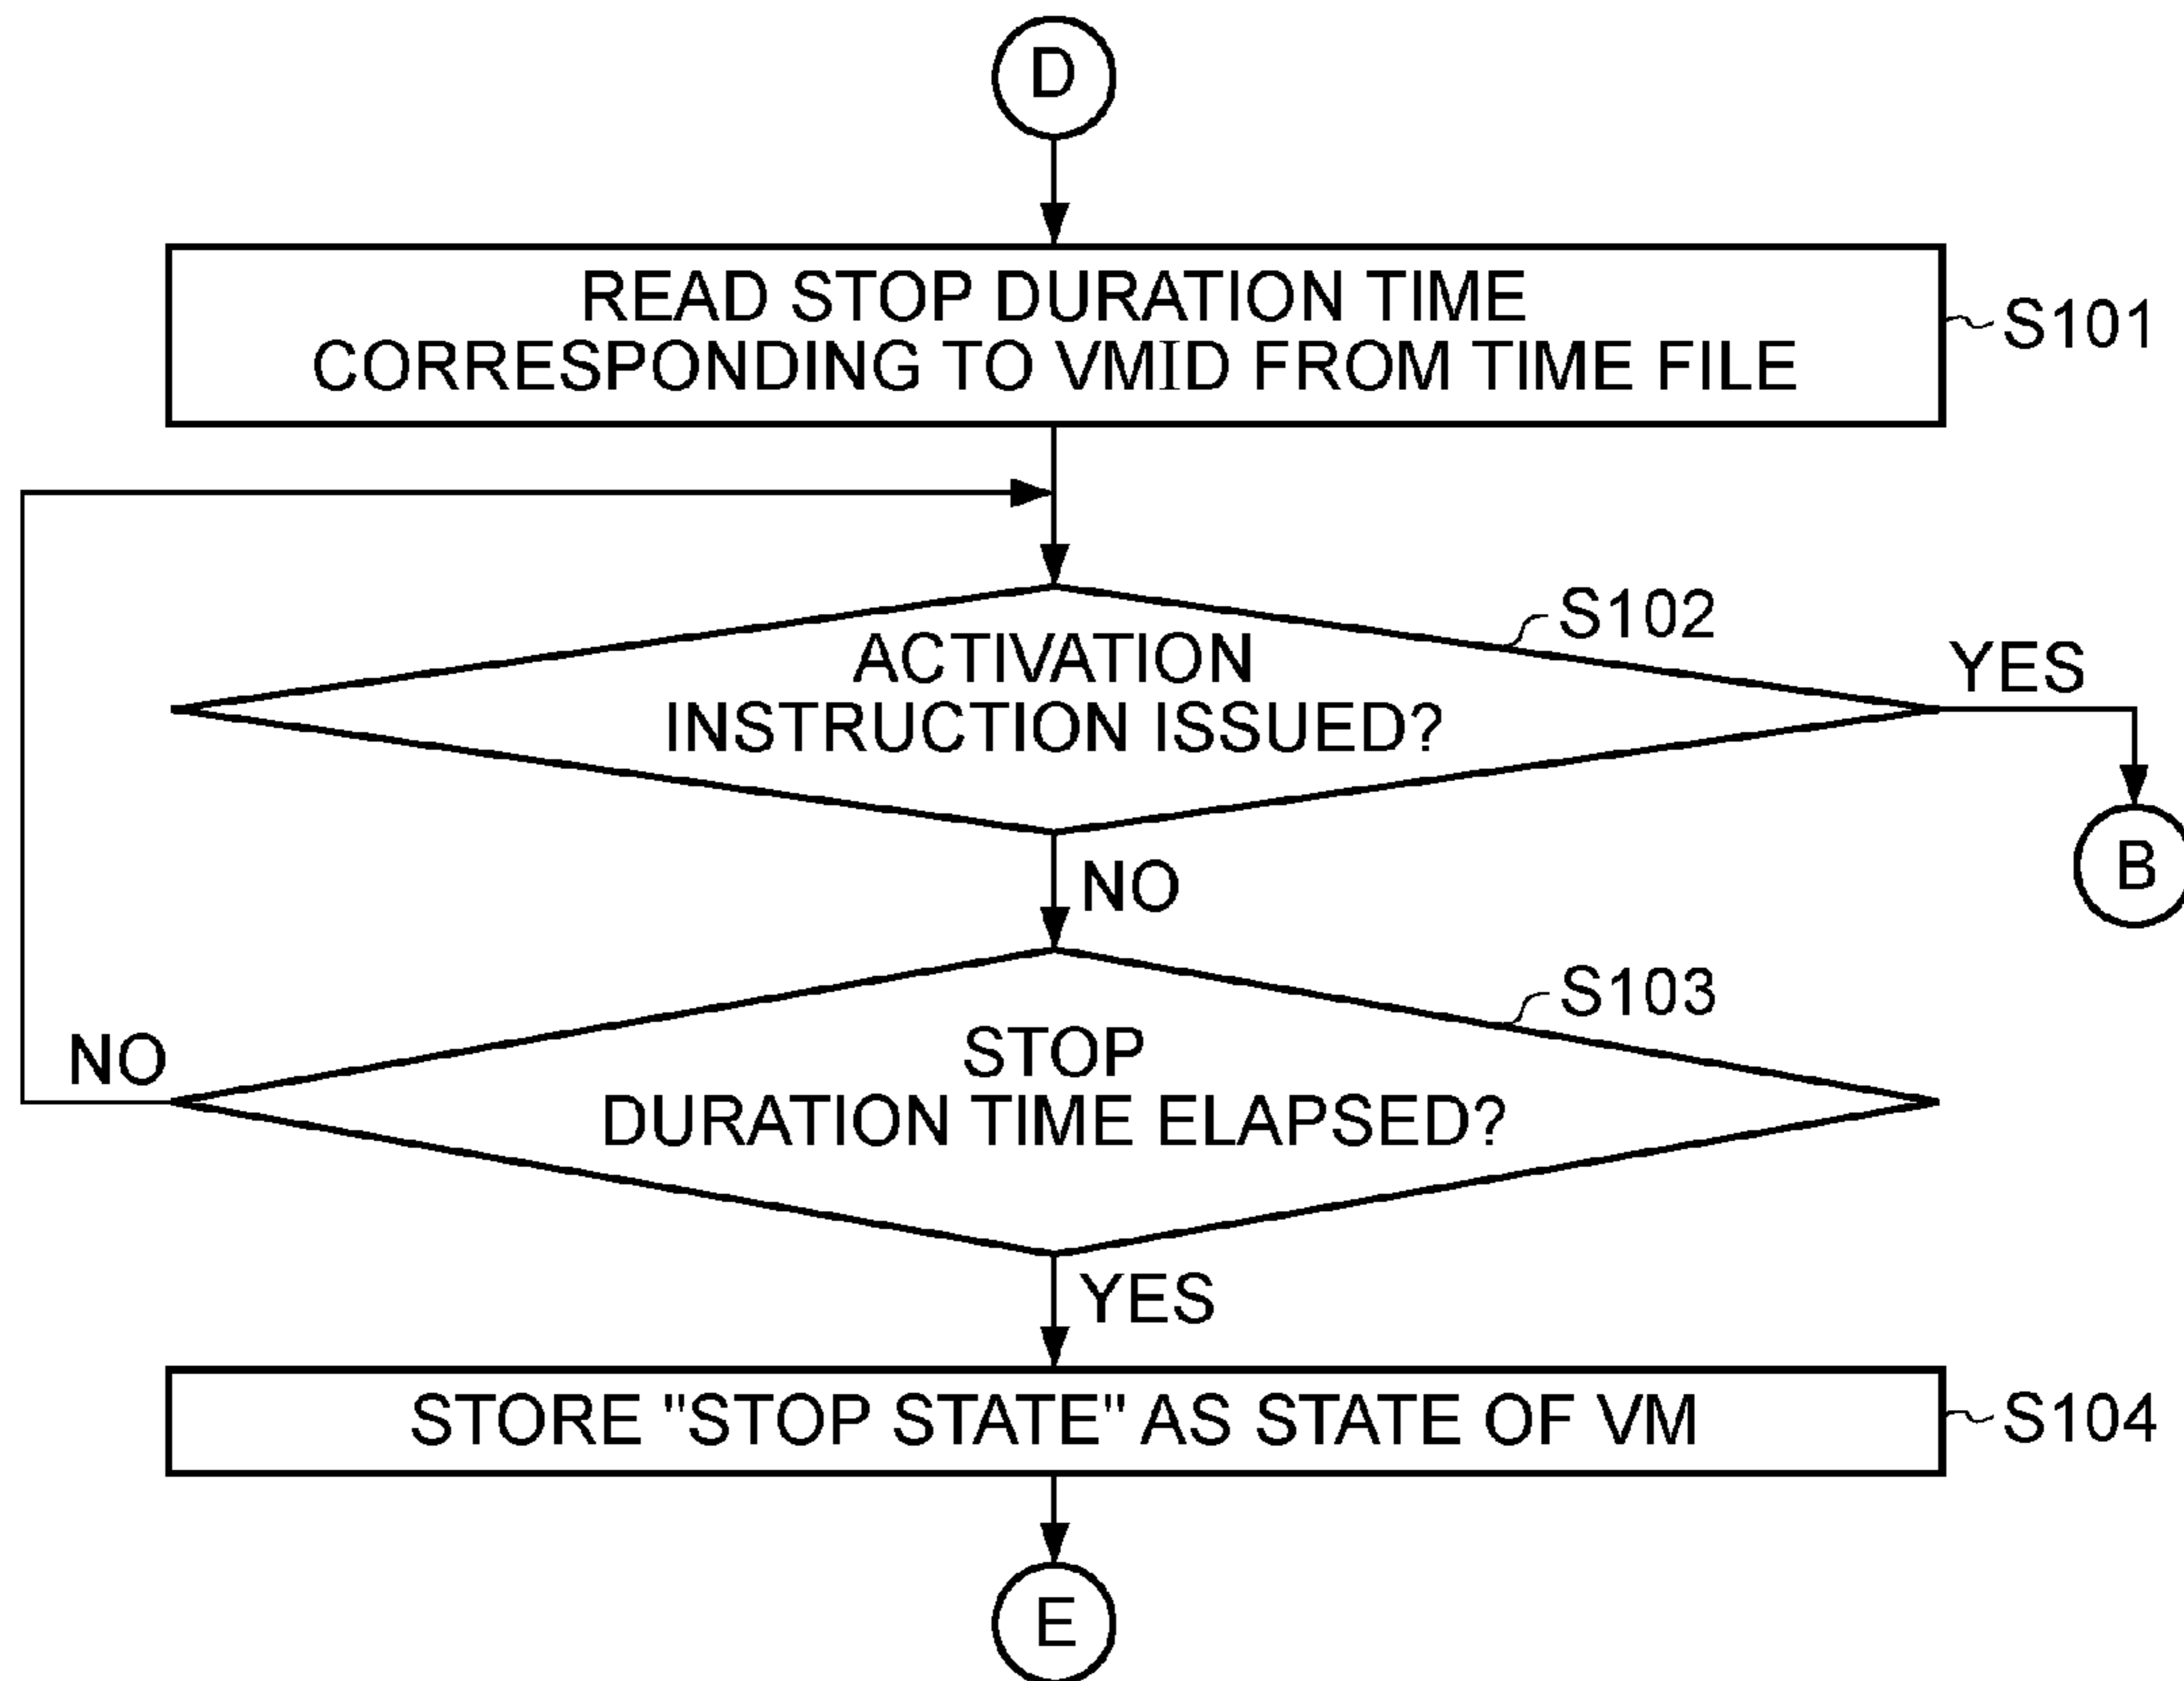 D
READ STOP DURATION TIME
CORRESPONDING TO VMID FROM TIME FILE
S101
S102
YES
ACTIVATION
INSTRUCTION ISSUED?
B
NO
S103
NO
STOP
DURATION TIME ELAPSED?
YES
STORE "STOP STATE" AS STATE OF VM
S104
E